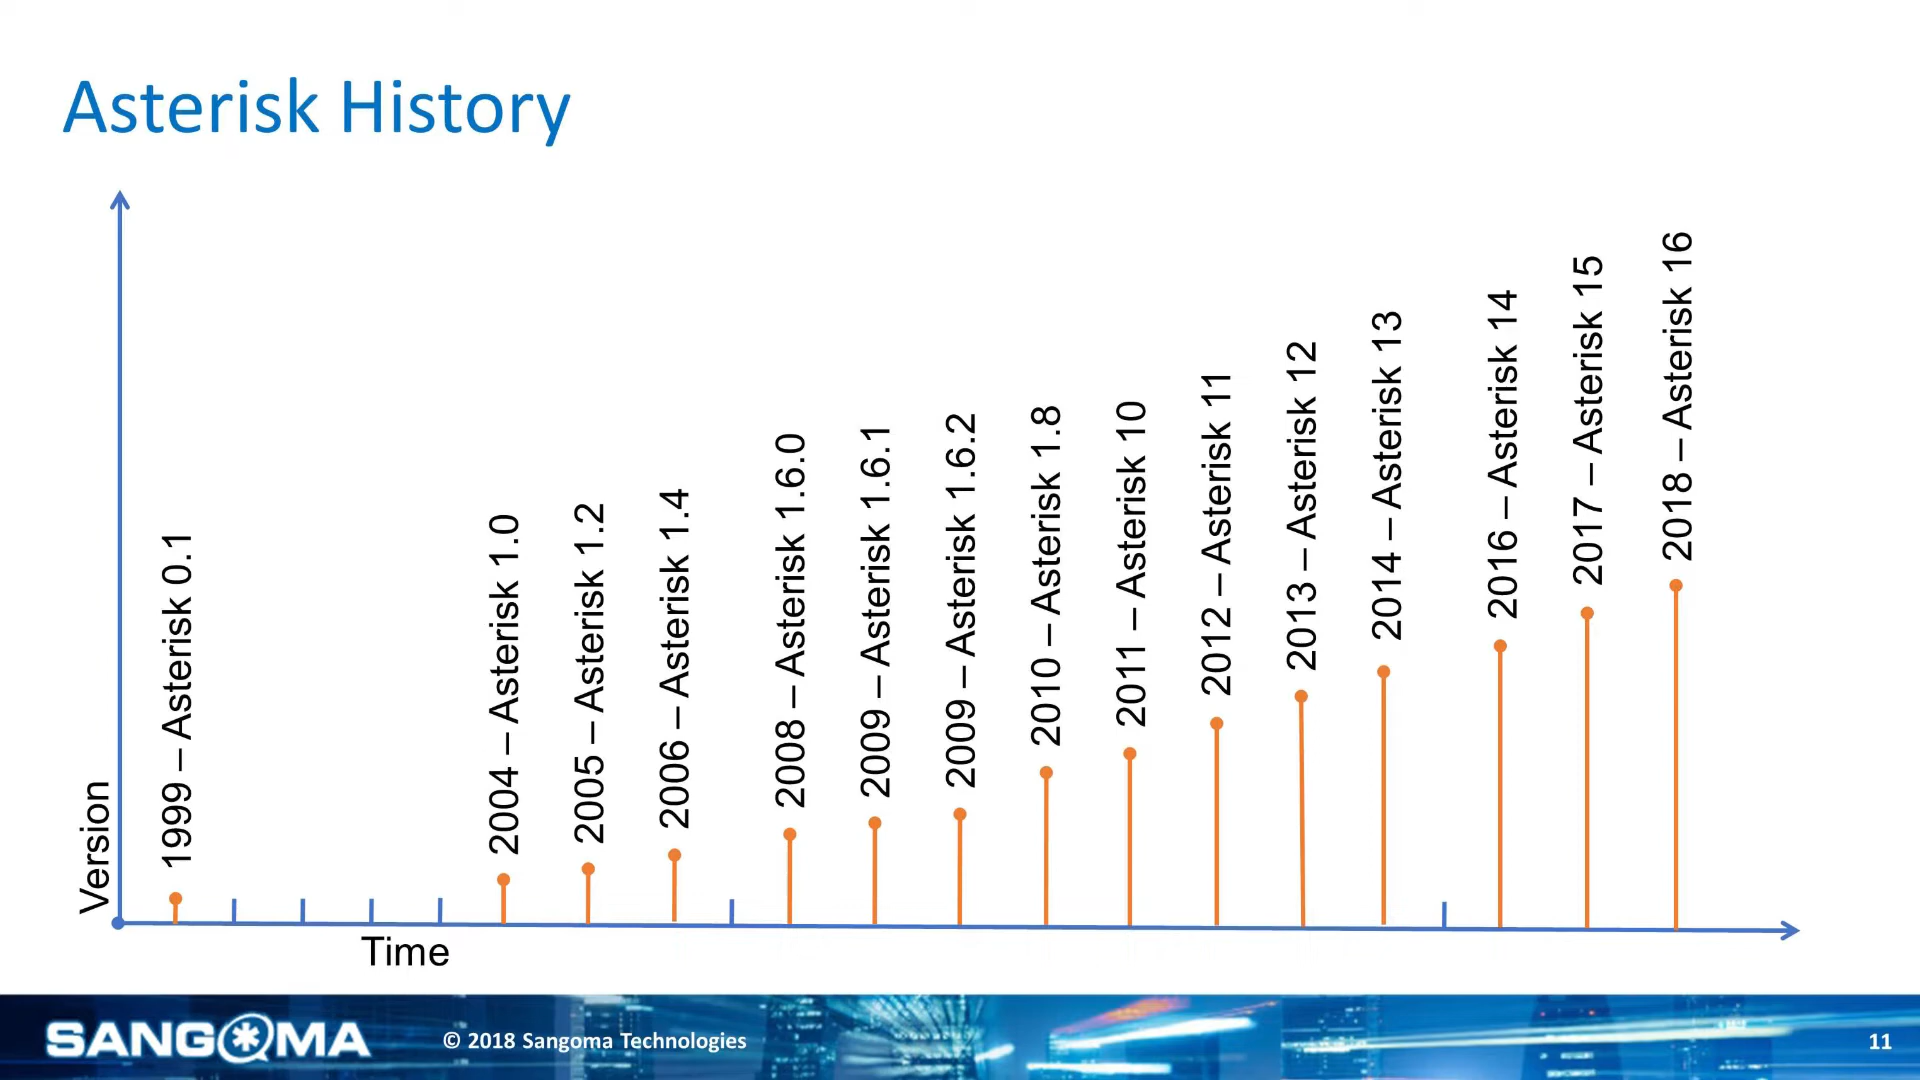 Asterisk History
Version
1999 – Asterisk 0.1
2004 – Asterisk 1.0
2005 – Asterisk 1.2
2006 – Asterisk 1.4
2008 – Asterisk 1.6.0
2009 – Asterisk 1.6.1
2009 – Asterisk 1.6.2
2010 – Asterisk 1.8
2011 – Asterisk 10
2012 – Asterisk 11
2013 – Asterisk 12
2014 – Asterisk 13
2016 – Asterisk 14
2017 – Asterisk 15
2018 – Asterisk 16
Time
SANGOMA
© 2018 Sangoma Technologies
11